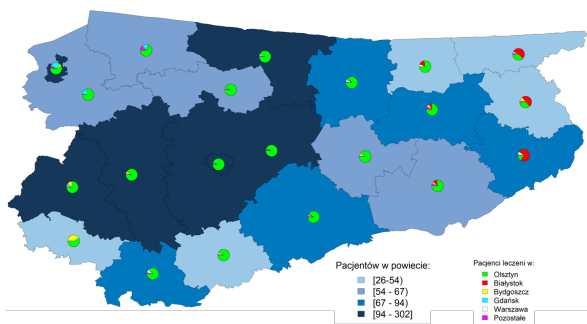 Pacjentów w powiecie:
[26-54)
[54 - 67)
[67 - 94)
[94 - 302]
Pacjenci leczeni w:
Olsztyn
Białystok
Bydgoszcz
Gdańsk
Warszawa
Pozostałe